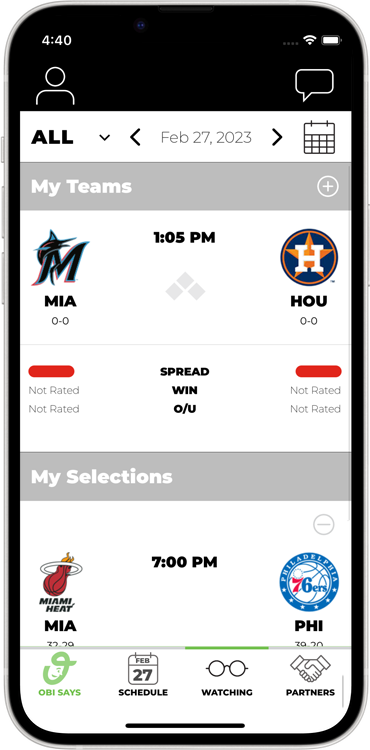 4:40
ALL Feb 27, 2023
My Teams
1:05 PM
MIA HOU
0-0 0-0
SPREAD
Not Rated WIN Not Rated
Not Rated O/U Not Rated
My Selections
7:00 PM
PHILADELPHIA
76ers
MIAMI
HEAT
MIA PHI
32-29 39-20
FEB
27
OBI SAYS SCHEDULE WATCHING PARTNERS